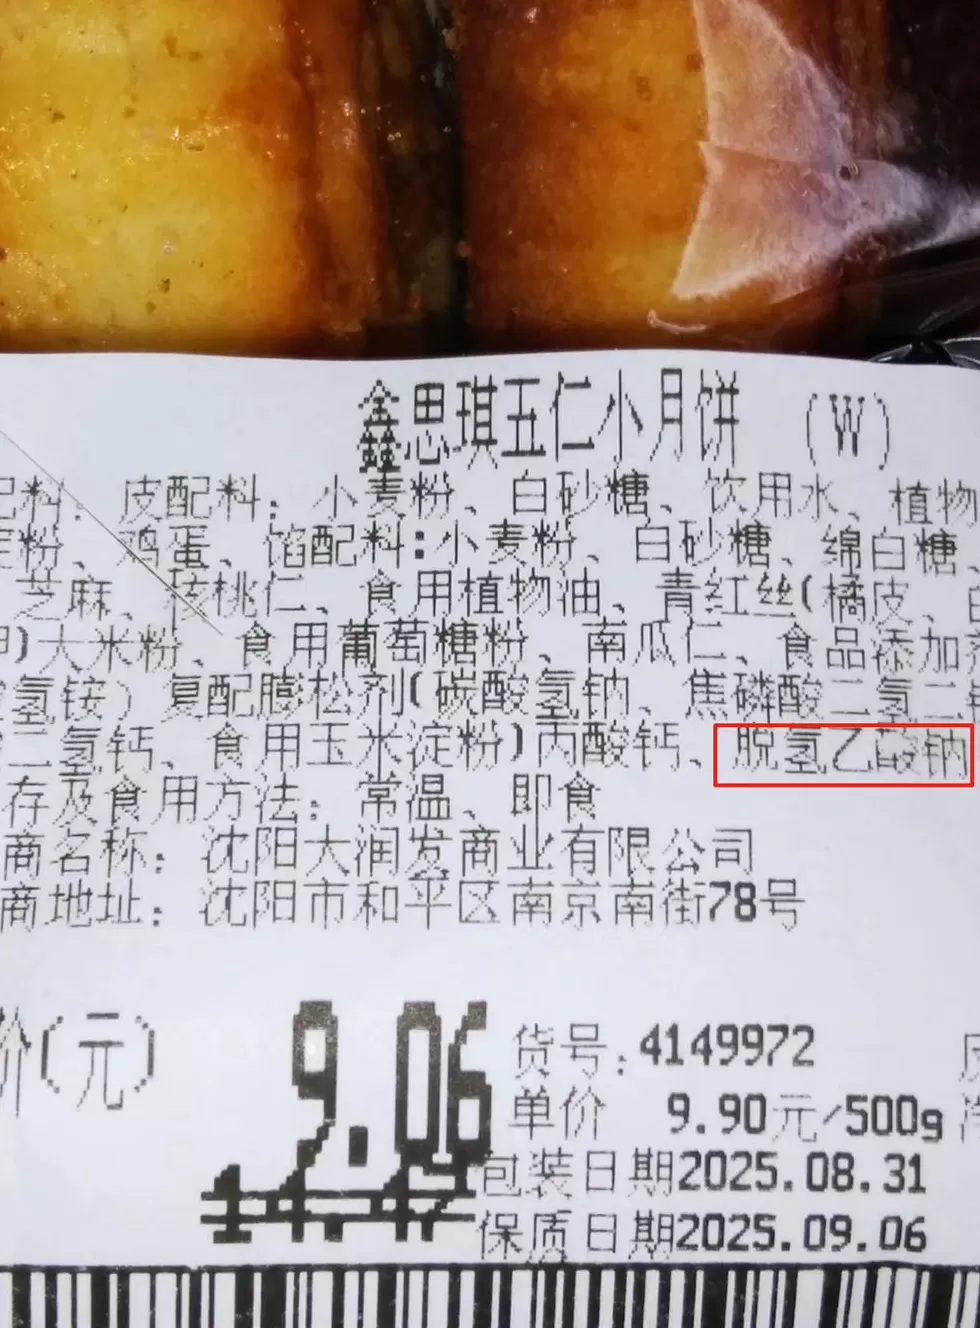 鑫思琪五仁小月饼 (W)
配料: 皮配料: 小麦粉、白砂糖、饮用水、植物
淀粉、鸡蛋、馅配料:小麦粉、白砂糖、绵白糖、
芝麻、核桃仁、食用植物油、青红丝(橘皮、
)大米粉、食用葡萄糖粉、南瓜仁、食品添加
氢铵) 复配膨松剂(碳酸氢钠、焦磷酸二氢二
二氢钙、食用玉米淀粉)丙酸钙、脱氢乙酸钠
存及食用方法: 常温、即食
商名称: 沈阳大润发商业有限公司
商地址: 沈阳市和平区南京南街78号
价(元)
9.06
14.47
货号:4149972
单价 9.90元/500g
包装日期2025.08.31
保质日期2025.09.06